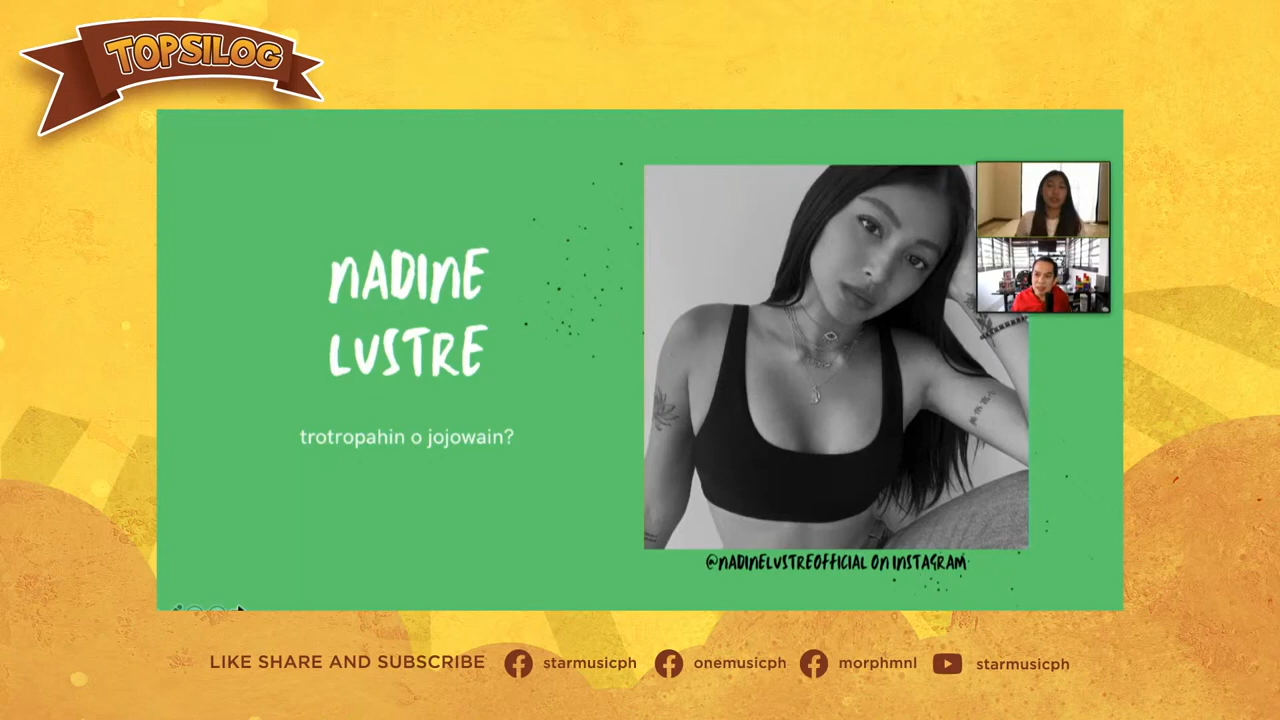 TOPSILOG
NADINE
LUSTRE
trotropahin o jojowain?
@NADINELUSTREOFFICIAL ON INSTAGRAM
LIKE SHARE AND SUBSCRIBE starmusicph onemusicph morphmnl starmusicph